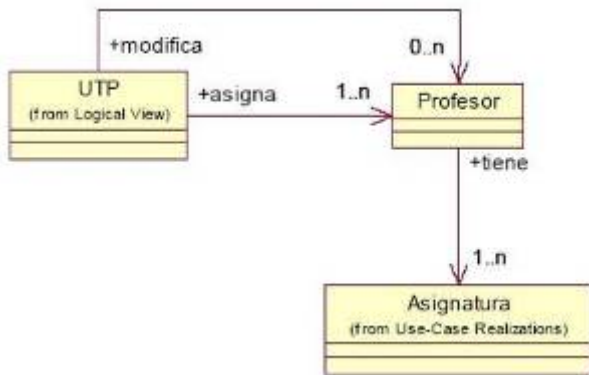 +modifica
0..n
UTP
(from Logical View)
+asigna
1..n
Profesor
+tiene
1..n
Asignatura
(from Use-Case Realizations)